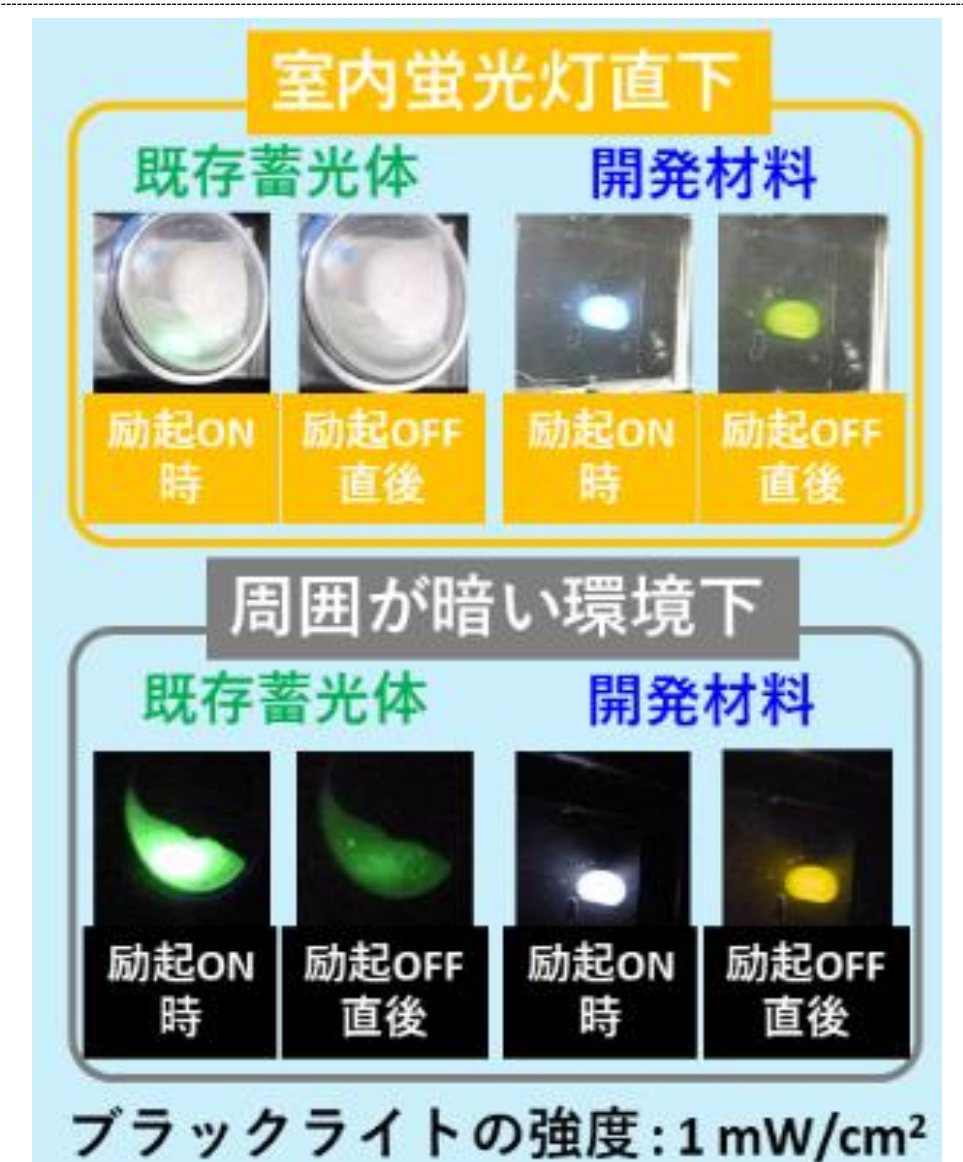 室内蛍光灯直下
既存蓄光体 開発材料
励起ON 励起OFF 励起ON 励起OFF
時 直後 時 直後
周囲が暗い環境下
既存蓄光体 開発材料
励起ON 励起OFF 励起ON 励起OFF
時 直後 時 直後
ブラックライトの強度:1 mW/cm²